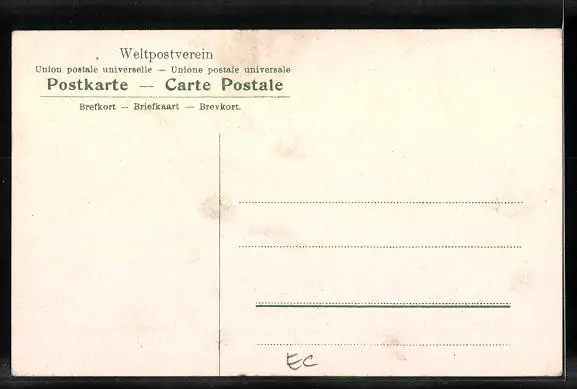 Weltpostverein
Union postale universelle — Unione postale universale
Postkarte — Carte Postale
Brefkort — Briefkaart — Brevkort.
EC